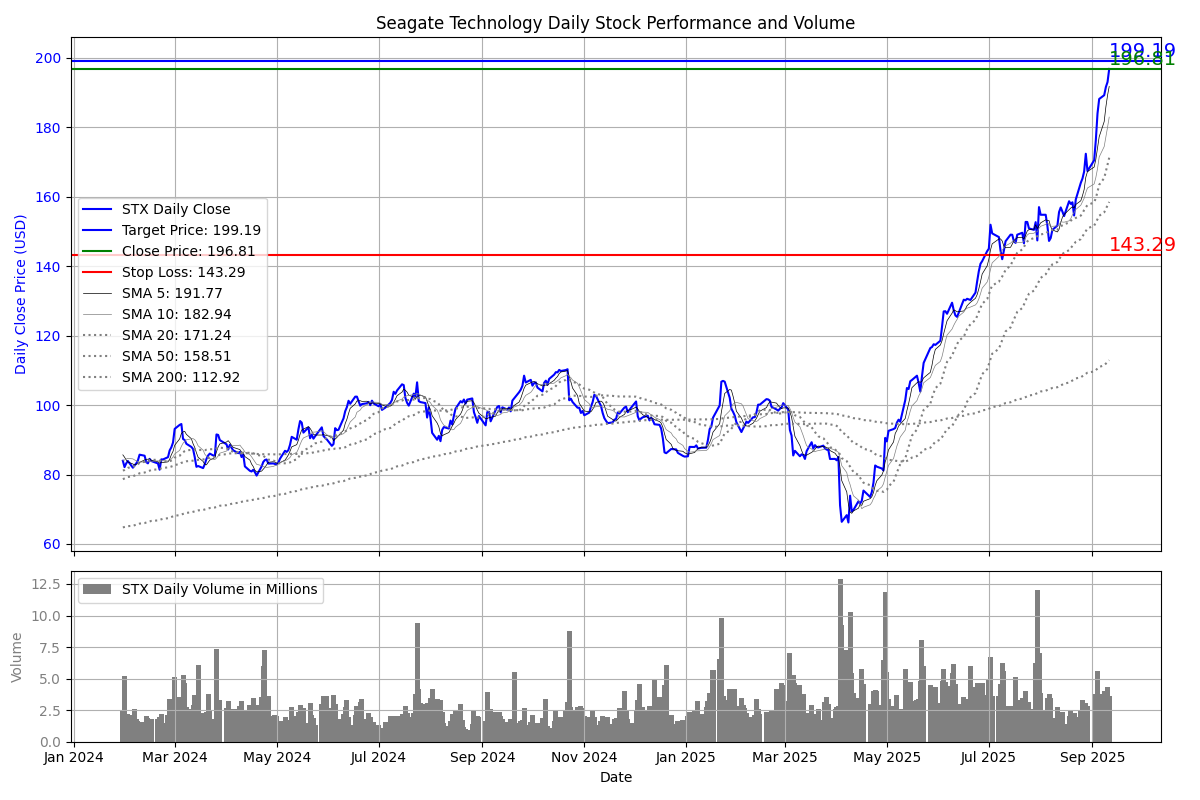 Seagate Technology Daily Stock Performance and Volume
199.19
196.81
200
180
160
140
120
100
80
60
Daily Close Price (USD)
STX Daily Close
Target Price: 199.19
Close Price: 196.81
Stop Loss: 143.29
SMA 5: 191.77
SMA 10: 182.94
SMA 20: 171.24
SMA 50: 158.51
SMA 200: 112.92
143.29
STX Daily Volume in Millions
12.5
10.0
7.5
5.0
2.5
0.0
Volume
Jan 2024 Mar 2024 May 2024 Jul 2024 Sep 2024 Nov 2024 Jan 2025 Mar 2025 May 2025 Jul 2025 Sep 2025
Date